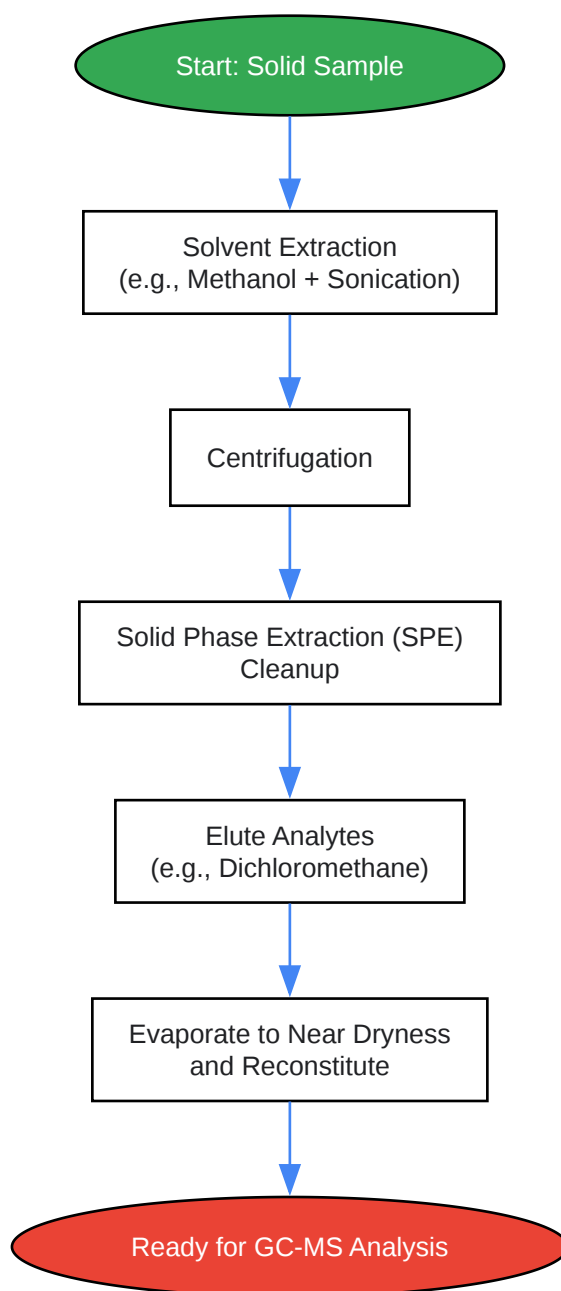 Start: Solid Sample
Solvent Extraction
(e.g., Methanol + Sonication)
Centrifugation
Solid Phase Extraction (SPE)
Cleanup
Elute Analytes
(e.g., Dichloromethane)
Evaporate to Near Dryness
and Reconstitute
Ready for GC-MS Analysis